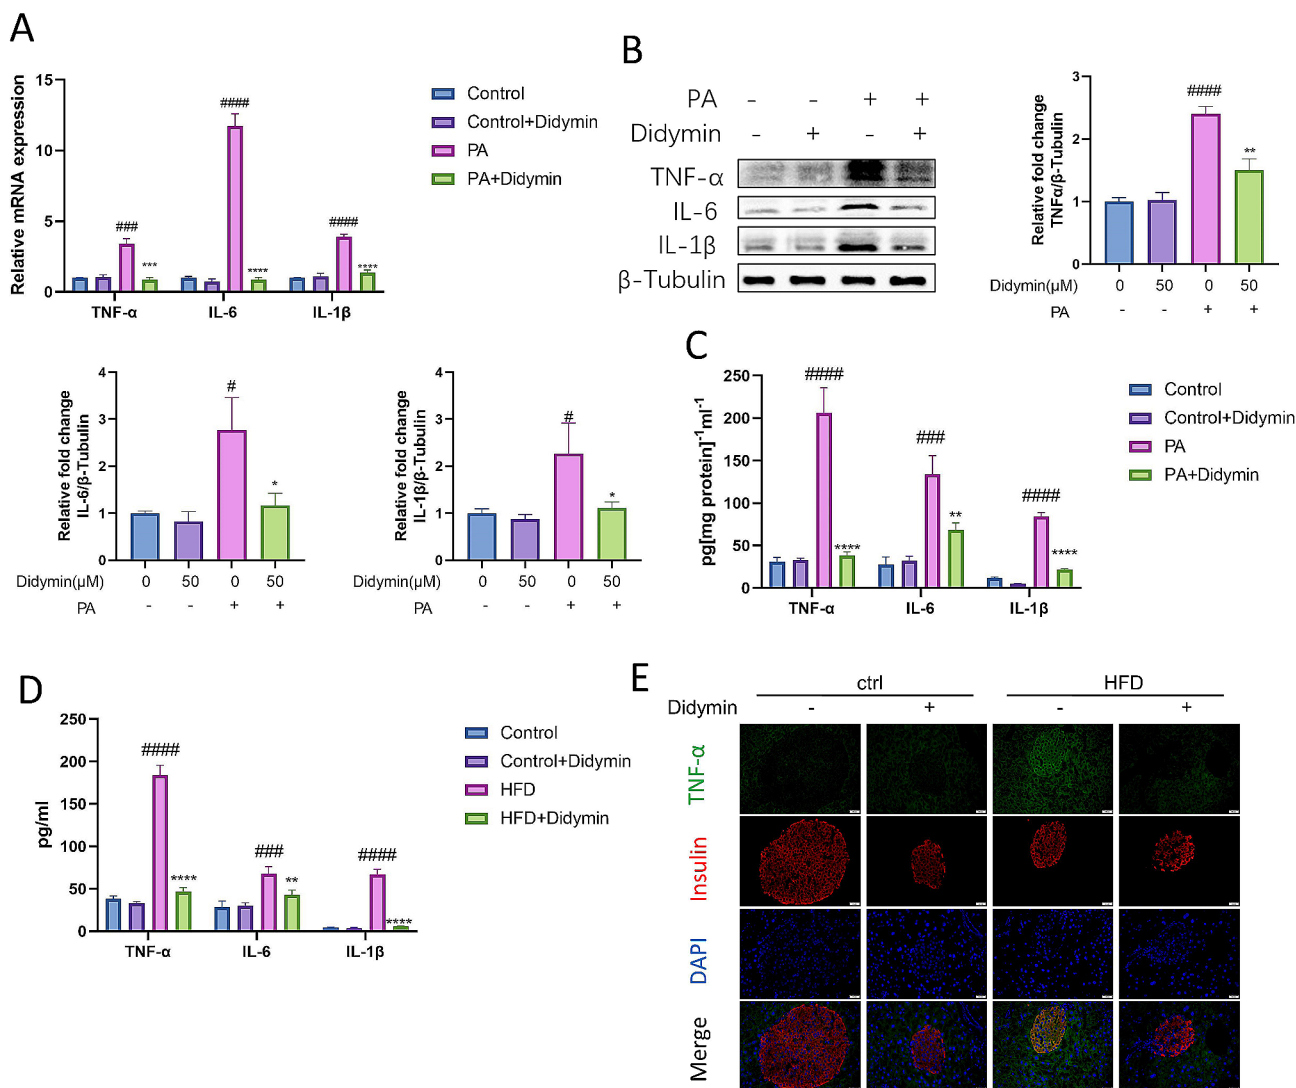 A
Relative mRNA expression
15
10
5
0
###
***
####
****
####
****
TNF-α IL-6 IL-1β
Control
Control+Didymin
PA
PA+Didymin
B
PA - - + +
Didymin - + - +
TNF-α
IL-6
IL-1β
β-Tubulin
Relative fold change
TNFα/β-Tubulin
3
2
1
0
####
**
Didymin(μM) 0 50 0 50
PA - - + +
Relative fold change
IL-6/β-Tubulin
4
3
2
1
0
#
*
Didymin(μM) 0 50 0 50
PA - - + +
Relative fold change
IL-1β/β-Tubulin
4
3
2
1
0
#
*
Didymin(μM) 0 50 0 50
PA - - + +
C
pg[mg protein]-1ml-1
250
200
150
100
50
0
####
****
###
**
####
****
TNF-α IL-6 IL-1β
Control
Control+Didymin
PA
PA+Didymin
D
pg/ml
250
200
150
100
50
0
####
****
###
**
####
****
TNF-α IL-6 IL-1β
Control
Control+Didymin
HFD
HFD+Didymin
E
ctrl HFD
Didymin - + - +
TNF-α
Insulin
DAPI
Merge